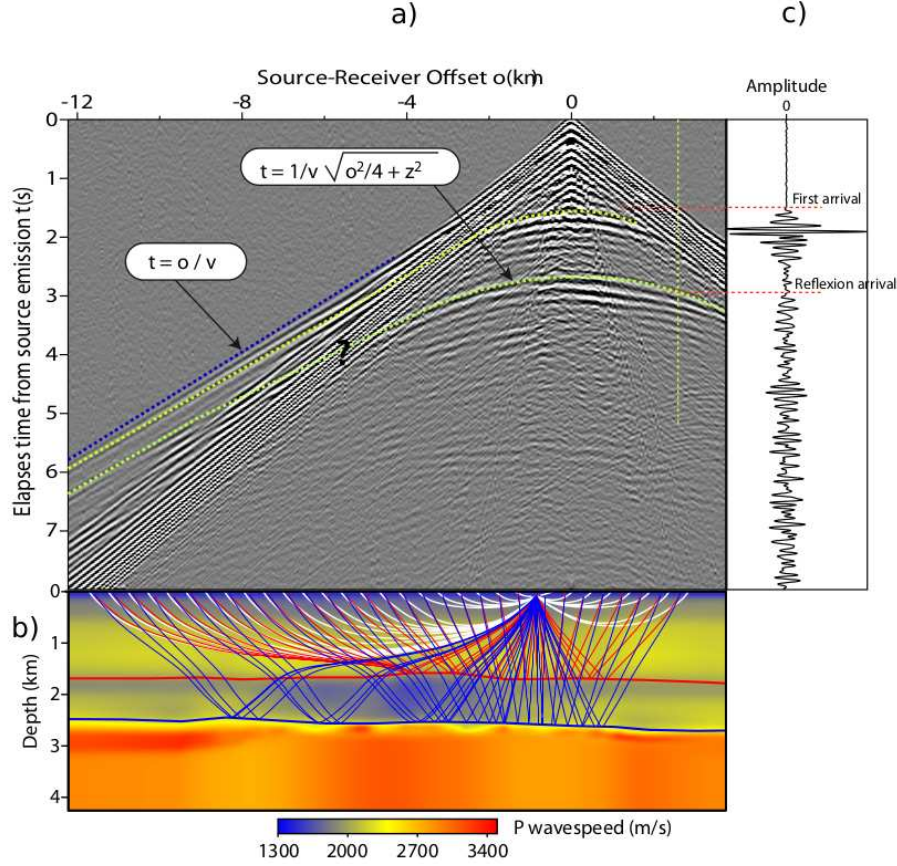 a)
c)
Source-Receiver Offset o(km
Amplitude
-12 -8 -4 0
0
0
1
2
3
4
5
6
7
0
Elapses time from source emission t(s)
t = 1/v √o²/4 + z²
t = o / v
?
First arrival
Reflexion arrival
b)
1
2
3
4
Depth (km)
P wavespeed (m/s)
1300 2000 2700 3400